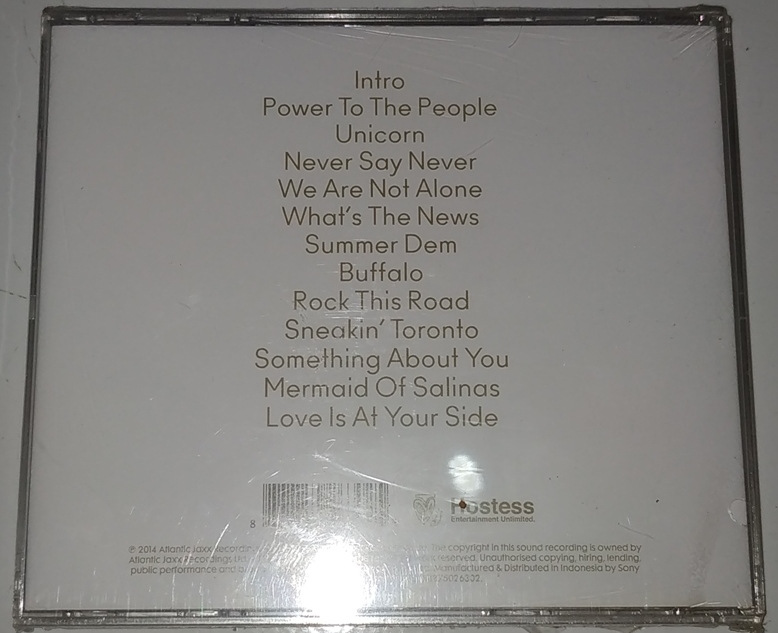 Intro
Power To The People
Unicorn
Never Say Never
We Are Not Alone
What's The News
Summer Dem
Buffalo
Rock This Road
Sneakin' Toronto
Something About You
Mermaid Of Salinas
Love Is At Your Side
8
Hostess
Entertainment Unlimited.
℗ 2014 Atlantic Jaxx The copyright in this sound recording is owned by
Atlantic Jaxx Recordings reserved. Unauthorised copying, hiring, lending,
public performance and Manufactured & Distributed in Indonesia by Sony